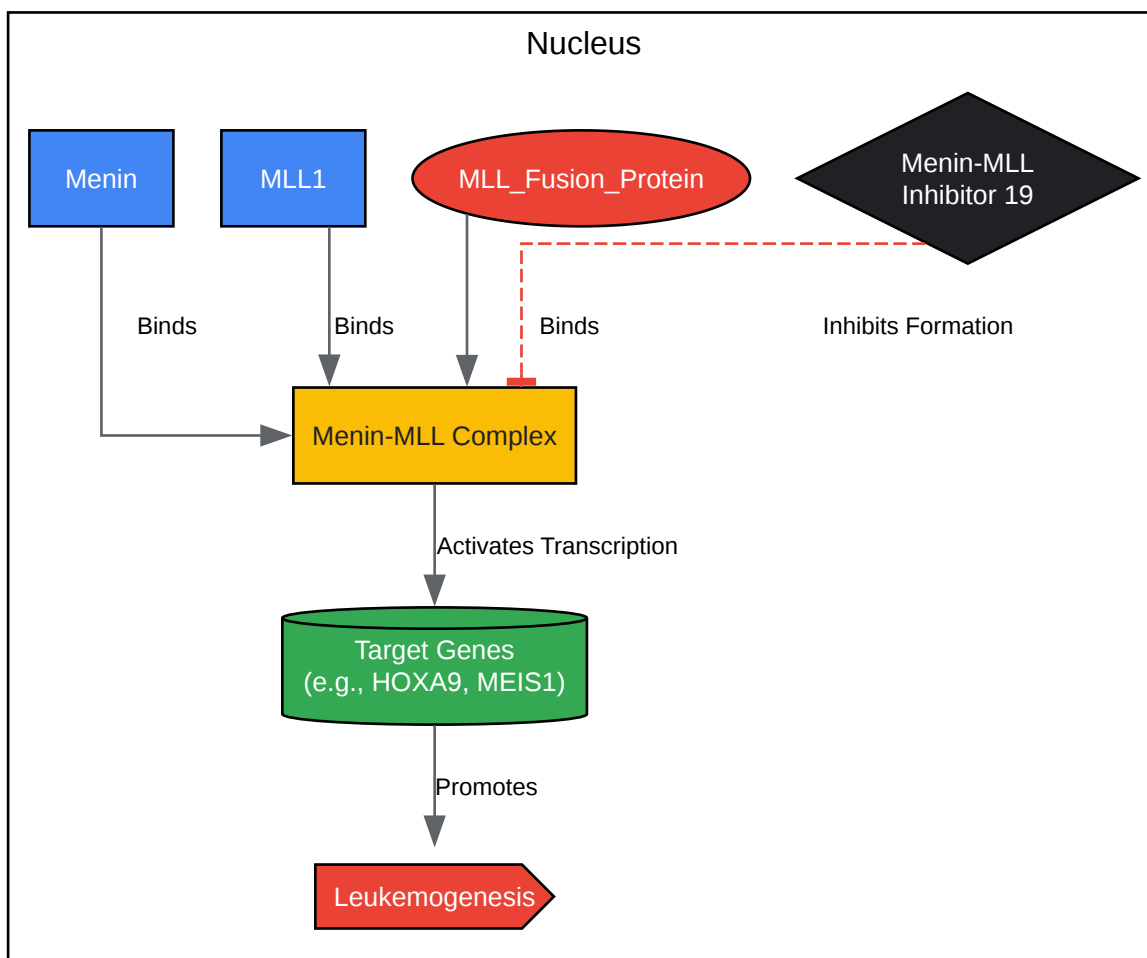 Nucleus
Menin
MLL1
MLL_Fusion_Protein
Menin-MLL
Inhibitor 19
Binds
Binds
Binds
Inhibits Formation
Menin-MLL Complex
Activates Transcription
Target Genes
(e.g., HOXA9, MEIS1)
Promotes
Leukemogenesis